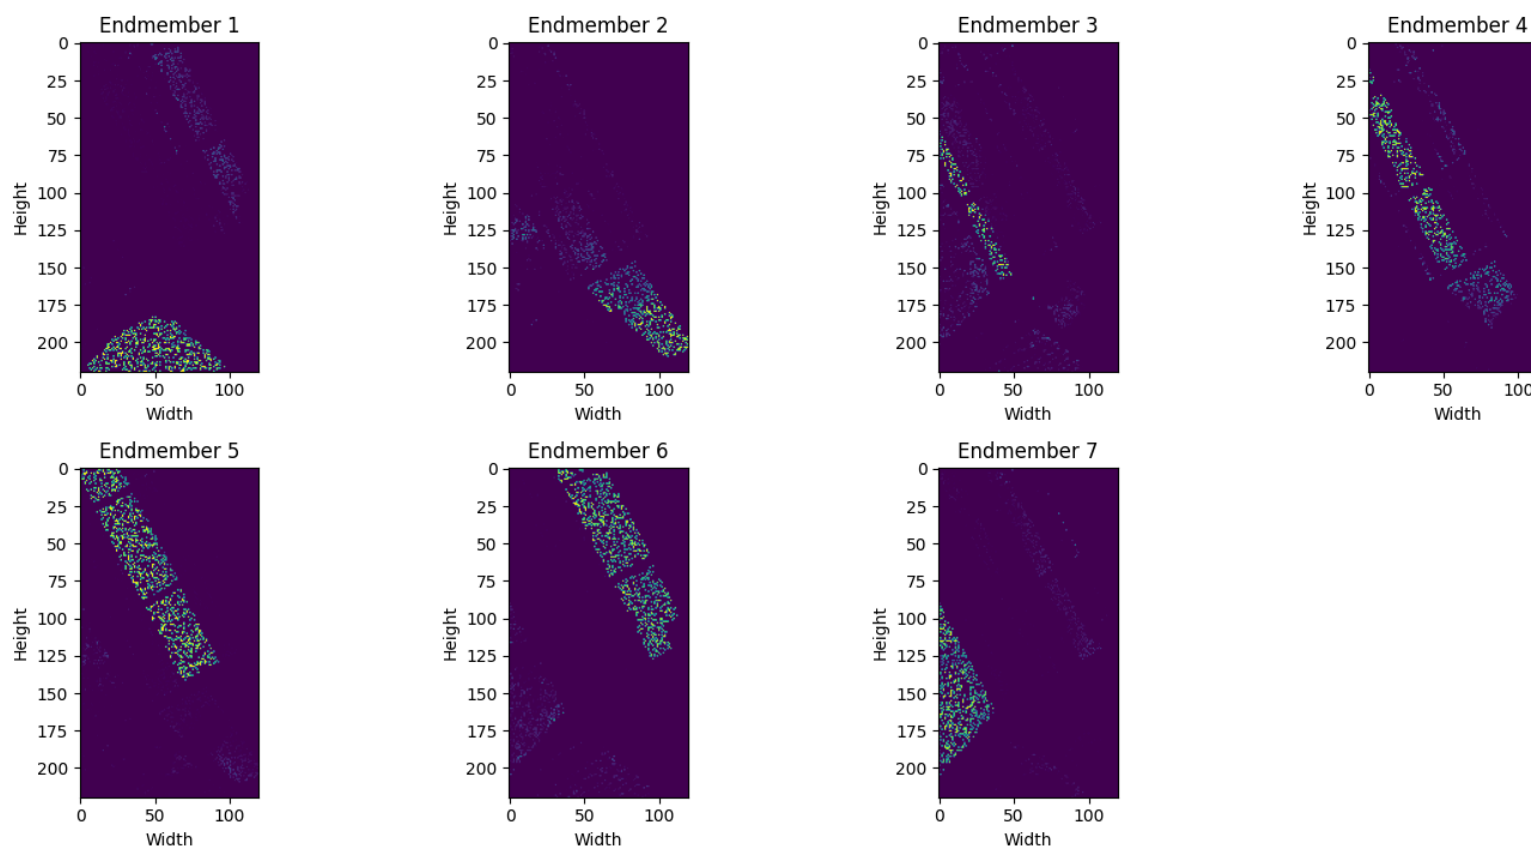 Endmember 1 Endmember 2 Endmember 3 Endmember 4
0 0 0 0
25 25 25 25
50 50 50 50
75 75 75 75
100 100 100 100
125 125 125 125
150 150 150 150
175 175 175 175
200 200 200 200
Height Height Height Height
0 50 100 0 50 100 0 50 100 0 50 100
Width Width Width Width
Endmember 5 Endmember 6 Endmember 7
0 0 0
25 25 25
50 50 50
75 75 75
100 100 100
125 125 125
150 150 150
175 175 175
200 200 200
Height Height Height
0 50 100 0 50 100 0 50 100
Width Width Width